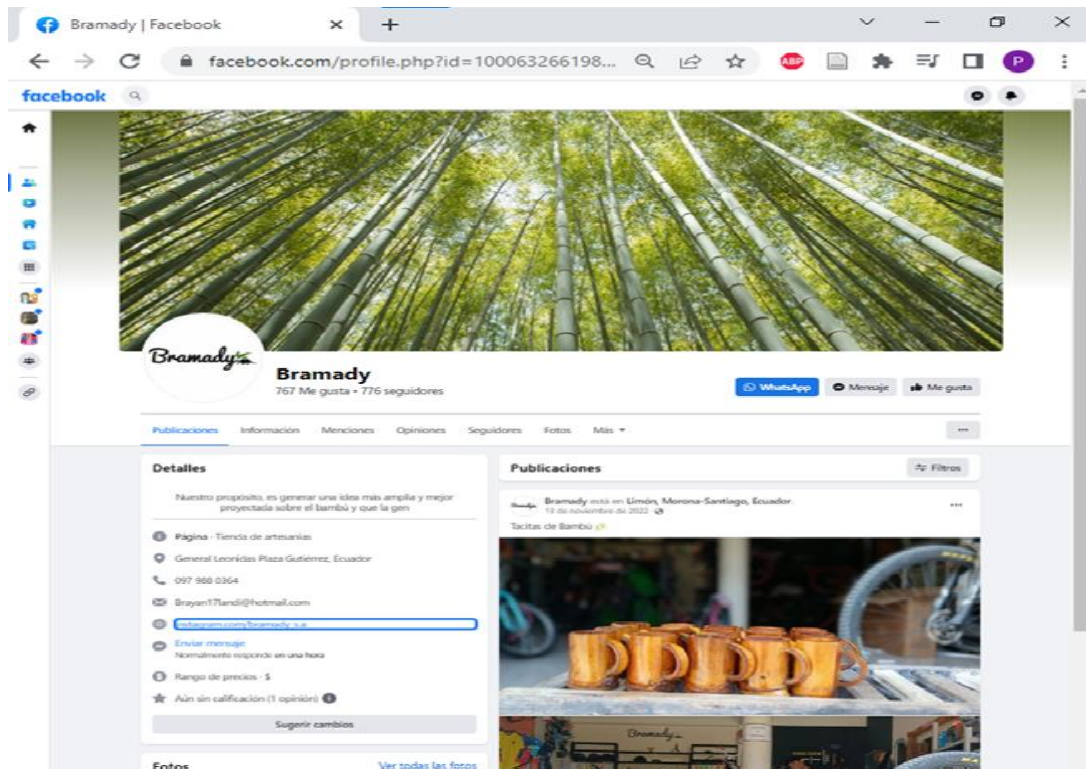 Bramady | Facebook
facebook.com/profile.php?id=100063266198...
ABP
P
facebook
Bramady
Bramady
767 Me gusta • 776 seguidores
WhatsApp
Mensaje
Me gusta
Publicaciones
Información
Menciones
Opiniones
Seguidores
Fotos
Más
Detalles
Nuestro propósito, es generar una idea más amplia y mejor
proyectada sobre el bambú y que la gen
Página · Tienda de artesanías
General Leonidas Plaza Gutiérrez, Ecuador
097 988 0364
Brayan17landi@hotmail.com
instagram.com/bramady_s.a
Enviar mensaje
Normalmente responde en una hora
Rango de precios · $
Aún sin calificación (1 opinión)
Sugerir cambios
Fotos
Ver todas las fotos
Publicaciones
Filtros
Bramady está en Limón, Morona-Santiago, Ecuador.
de noviembre de 2022
Tacitas de Bambú
Bramady